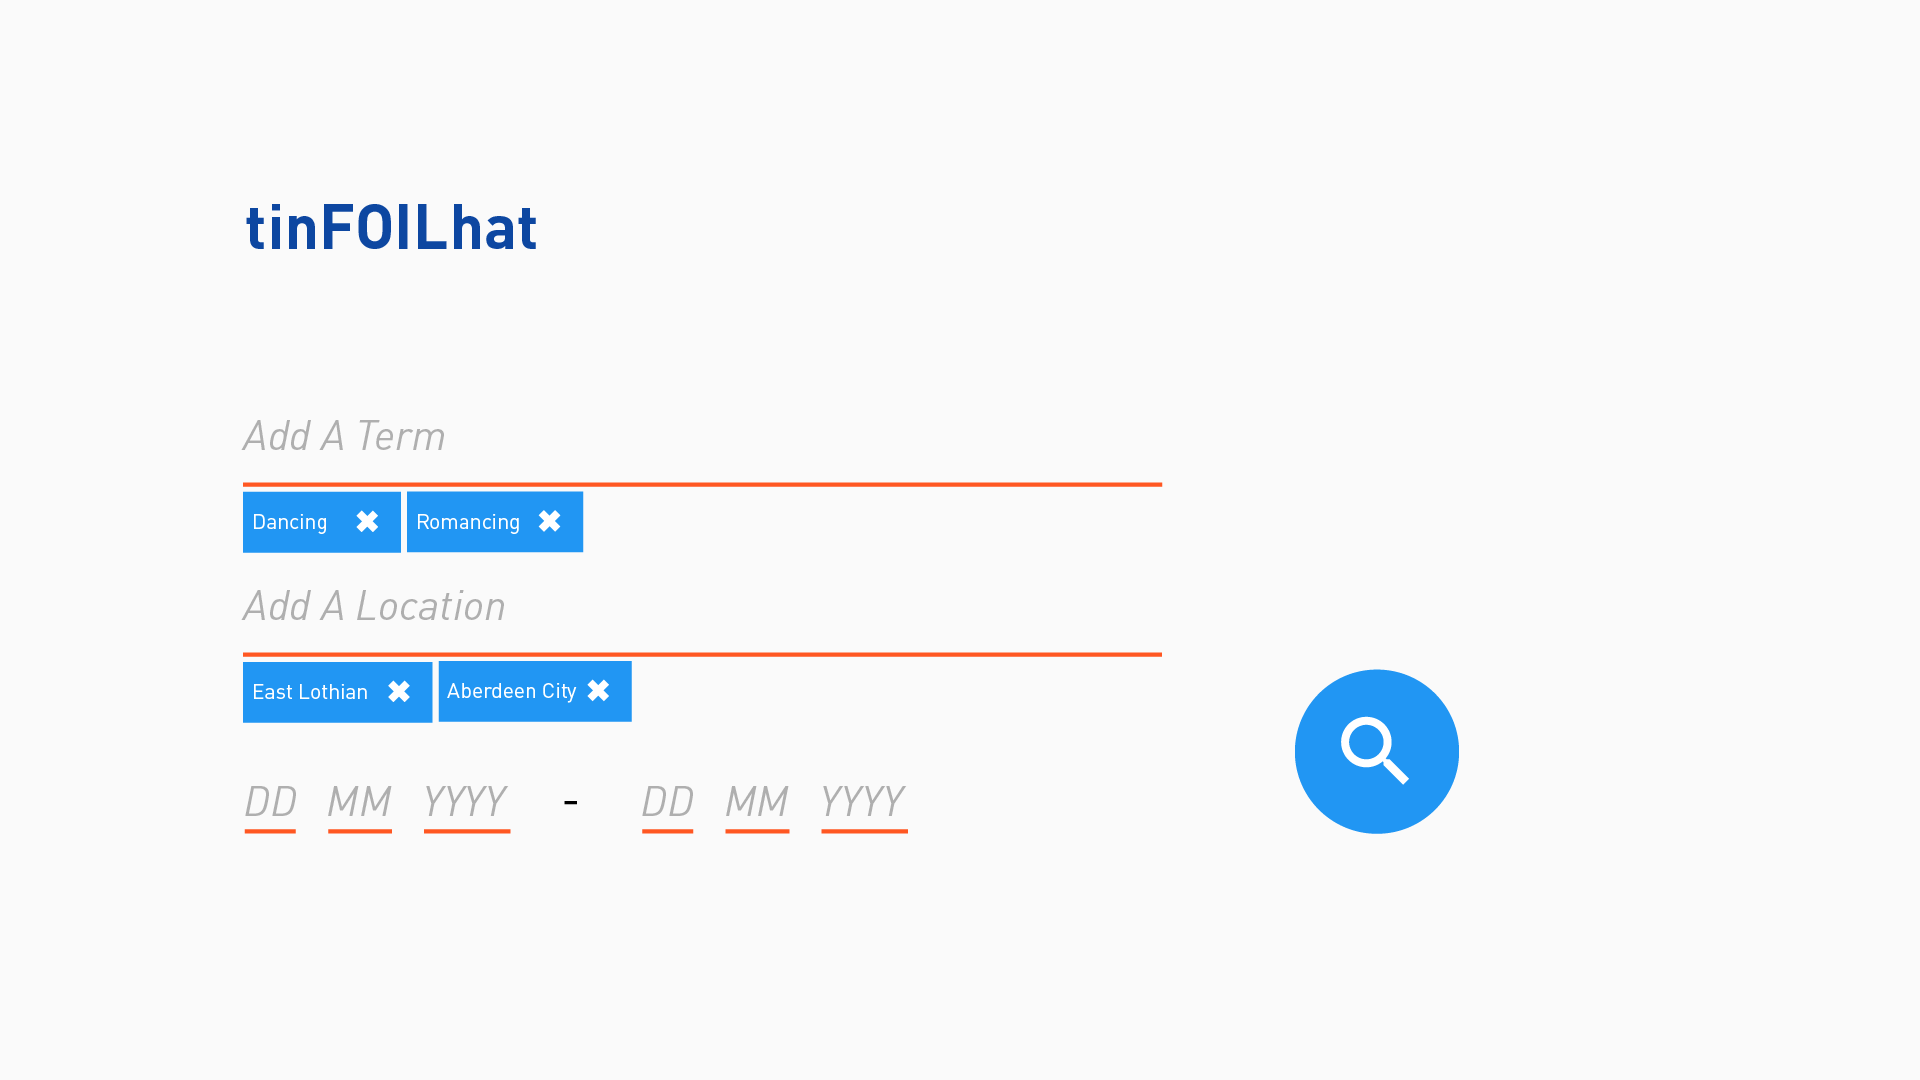 tinFOILhat
Add A Term
Dancing ✖ Romancing ✖
Add A Location
East Lothian ✖ Aberdeen City ✖
DD MM YYYY - DD MM YYYY